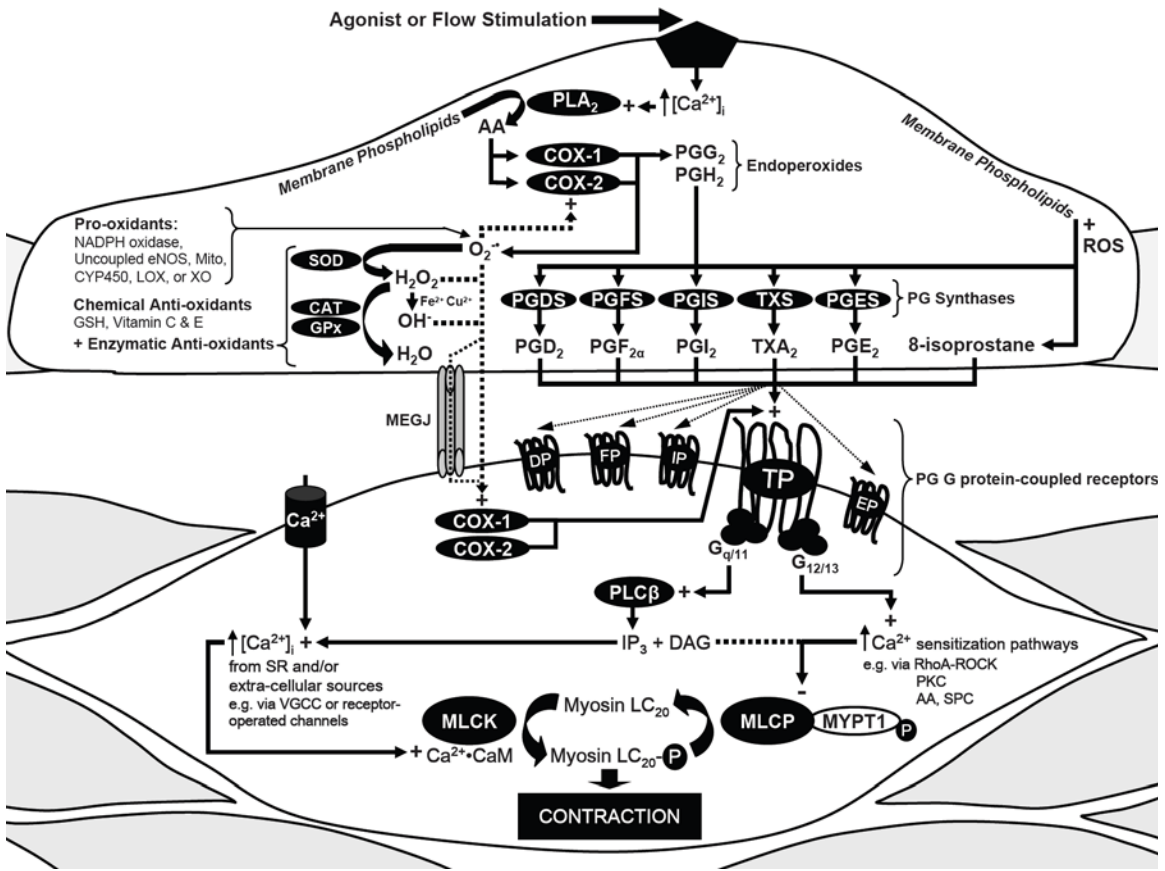 Agonist or Flow Stimulation
PLA₂ + ↑[Ca²⁺]ᵢ
Membrane Phospholipids
Membrane Phospholipids
AA
COX-1
COX-2
+
PGG₂
PGH₂
Endoperoxides
+
ROS
Pro-oxidants:
NADPH oxidase,
Uncoupled eNOS, Mito,
CYP450, LOX, or XO
Chemical Anti-oxidants
GSH, Vitamin C & E
+ Enzymatic Anti-oxidants
O₂⁻•
SOD
H₂O₂
Fe²⁺ Cu²⁺
CAT
GPx
OH⁻
H₂O
PGDS PGFS PGIS TXS PGES
PG Synthases
PGD₂ PGF₂α PGI₂ TXA₂ PGE₂ 8-isoprostane
MEGJ
+
+
DP FP IP TP EP
PG G protein-coupled receptors
Ca²⁺
COX-1
COX-2
Gq/11
G12/13
PLCβ +
+
+
↑[Ca²⁺]ᵢ +
from SR and/or
extra-cellular sources
e.g. via VGCC or receptor-
operated channels
IP₃ + DAG
↑Ca²⁺ sensitization pathways
e.g. via RhoA-ROCK
PKC
AA, SPC
-
MLCK
+ Ca²⁺•CaM
Myosin LC₂₀
Myosin LC₂₀-P
MLCP MYPT1 P
CONTRACTION